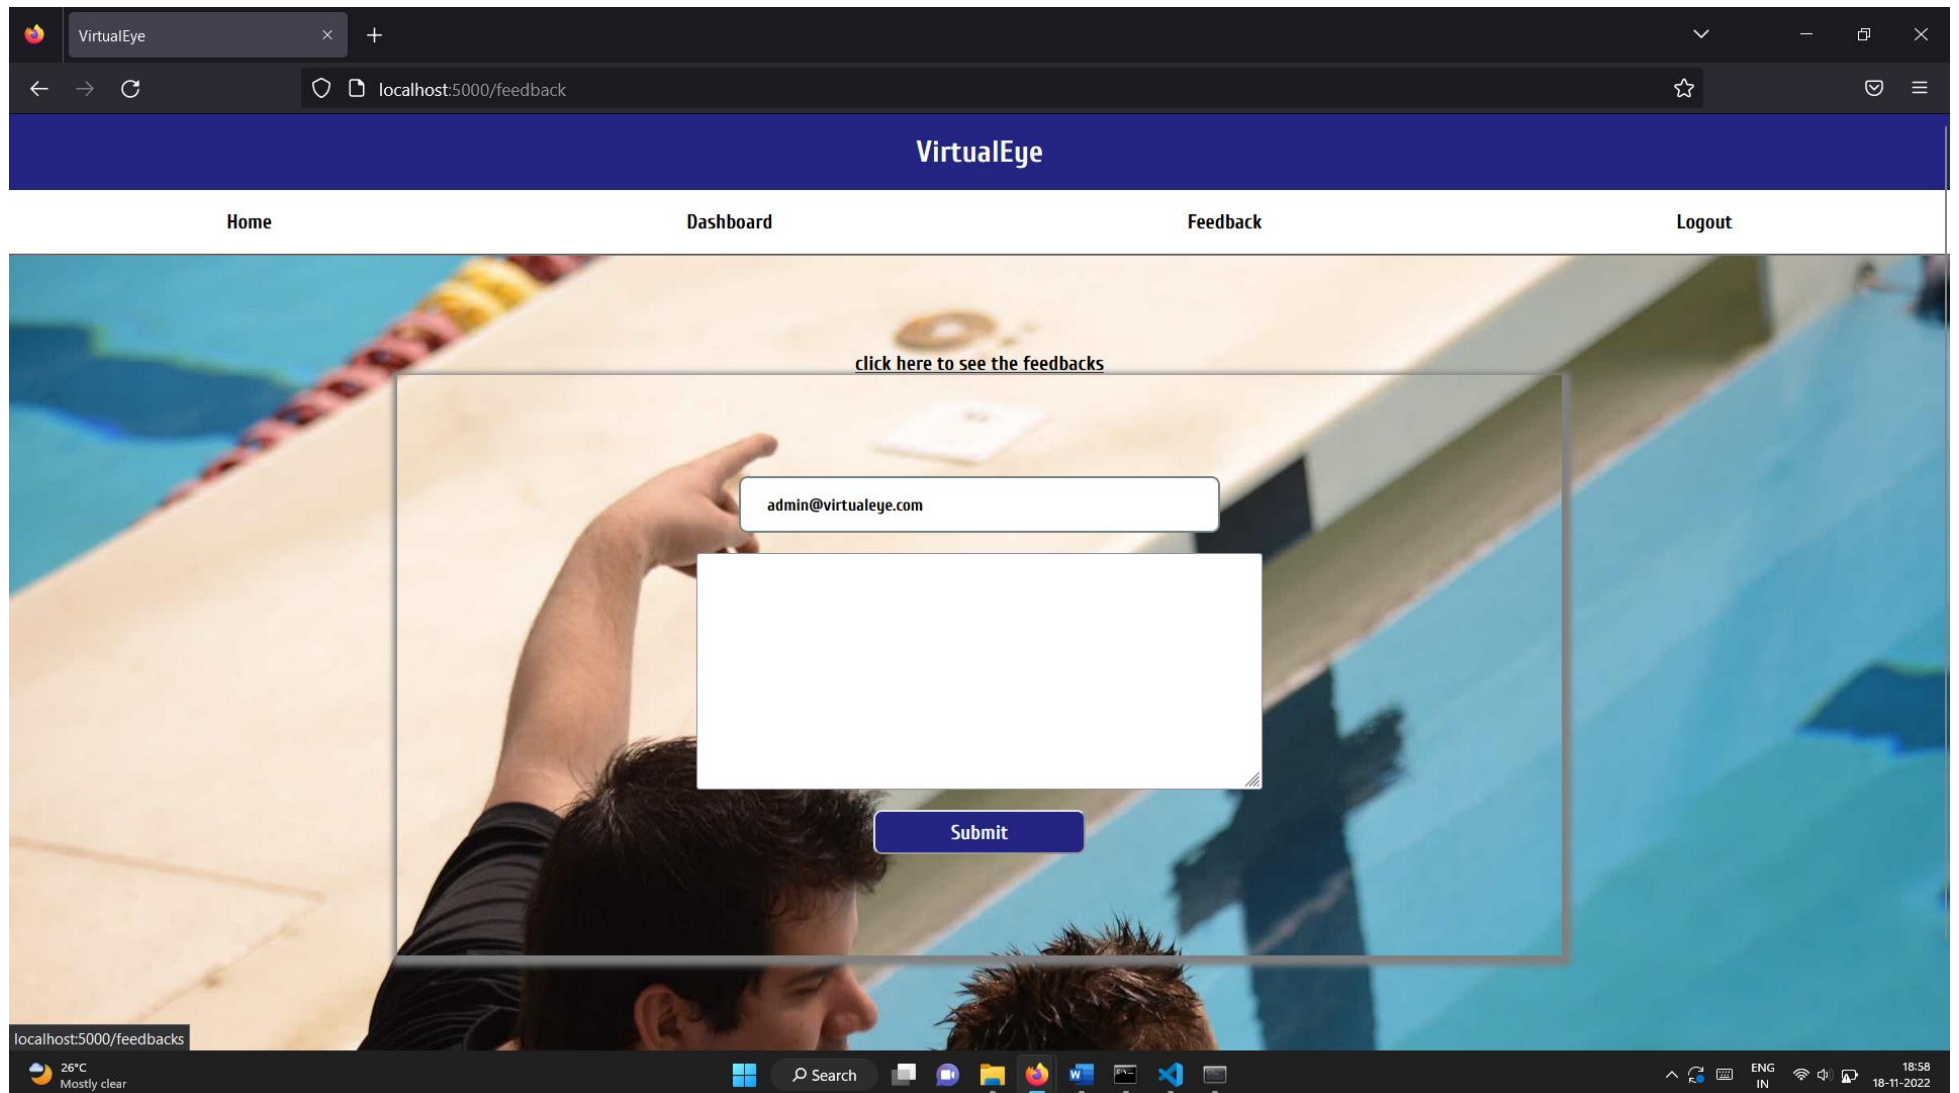 VirtualEye
localhost:5000/feedback
VirtualEye
Home Dashboard Feedback Logout
click here to see the feedbacks
admin@virtualeye.com
Submit
localhost:5000/feedbacks
26°C
Mostly clear
Search
ENG
IN
18:58
18-11-2022